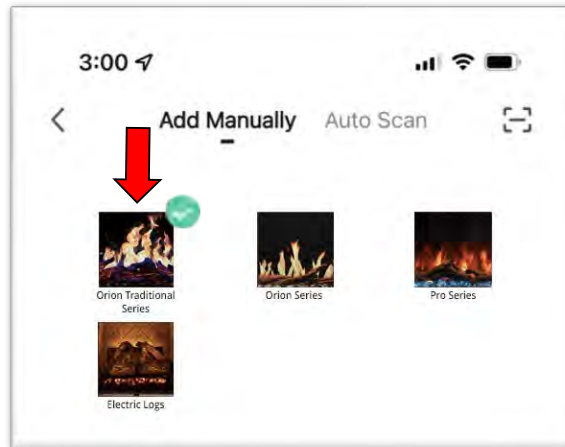 3:00
Add Manually Auto Scan
Orion Traditional
Series
Orion Series
Pro Series
Electric Logs